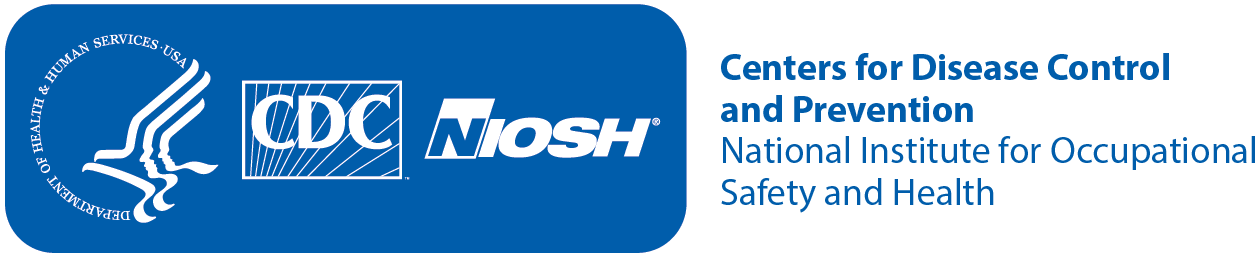 DEPARTMENT OF HEALTH & HUMAN SERVICES · USA
CDC
™
NIOSH®
Centers for Disease Control
and Prevention
National Institute for Occupational
Safety and Health